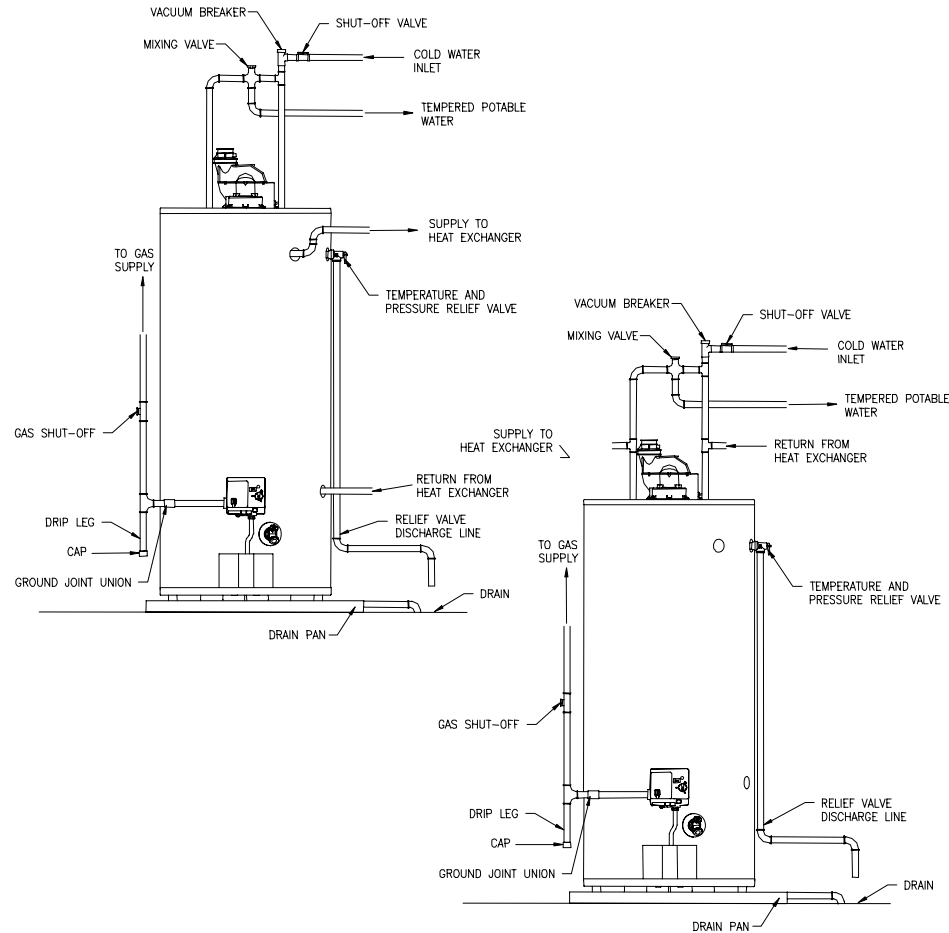 VACUUM BREAKER
SHUT-OFF VALVE
MIXING VALVE
COLD WATER
INLET
TEMPERED POTABLE
WATER
SUPPLY TO
HEAT EXCHANGER
TO GAS
SUPPLY
TEMPERATURE AND
PRESSURE RELIEF VALVE
GAS SHUT-OFF
RETURN FROM
HEAT EXCHANGER
DRIP LEG
RELIEF VALVE
DISCHARGE LINE
CAP
GROUND JOINT UNION
DRAIN
DRAIN PAN
VACUUM BREAKER
SHUT-OFF VALVE
MIXING VALVE
COLD WATER
INLET
TEMPERED POTABLE
WATER
SUPPLY TO
HEAT EXCHANGER
RETURN FROM
HEAT EXCHANGER
TO GAS
SUPPLY
TEMPERATURE AND
PRESSURE RELIEF VALVE
GAS SHUT-OFF
RELIEF VALVE
DISCHARGE LINE
DRIP LEG
CAP
GROUND JOINT UNION
DRAIN
DRAIN PAN